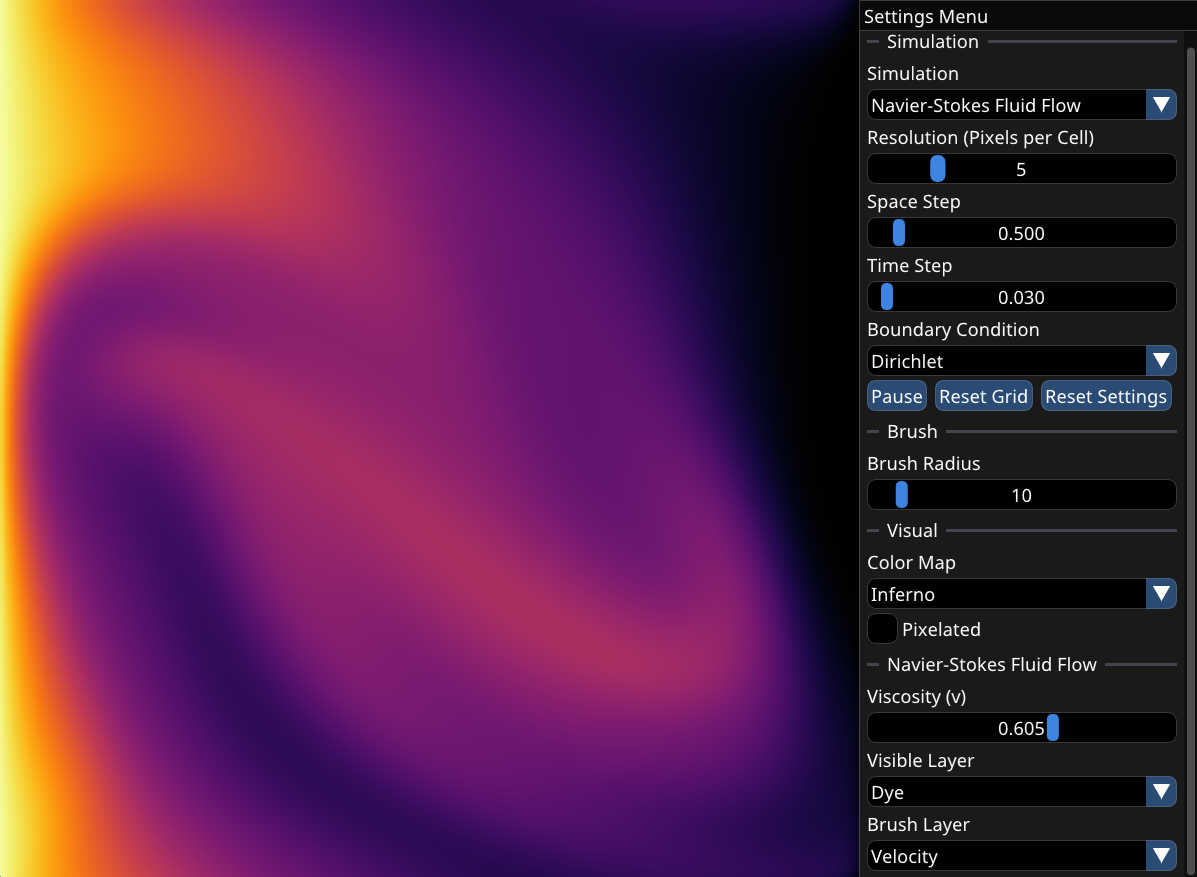 Settings Menu
Simulation
Simulation
Navier-Stokes Fluid Flow
Resolution (Pixels per Cell)
5
Space Step
0.500
Time Step
0.030
Boundary Condition
Dirichlet
Pause Reset Grid Reset Settings
Brush
Brush Radius
10
Visual
Color Map
Inferno
Pixelated
Navier-Stokes Fluid Flow
Viscosity (v)
0.605
Visible Layer
Dye
Brush Layer
Velocity